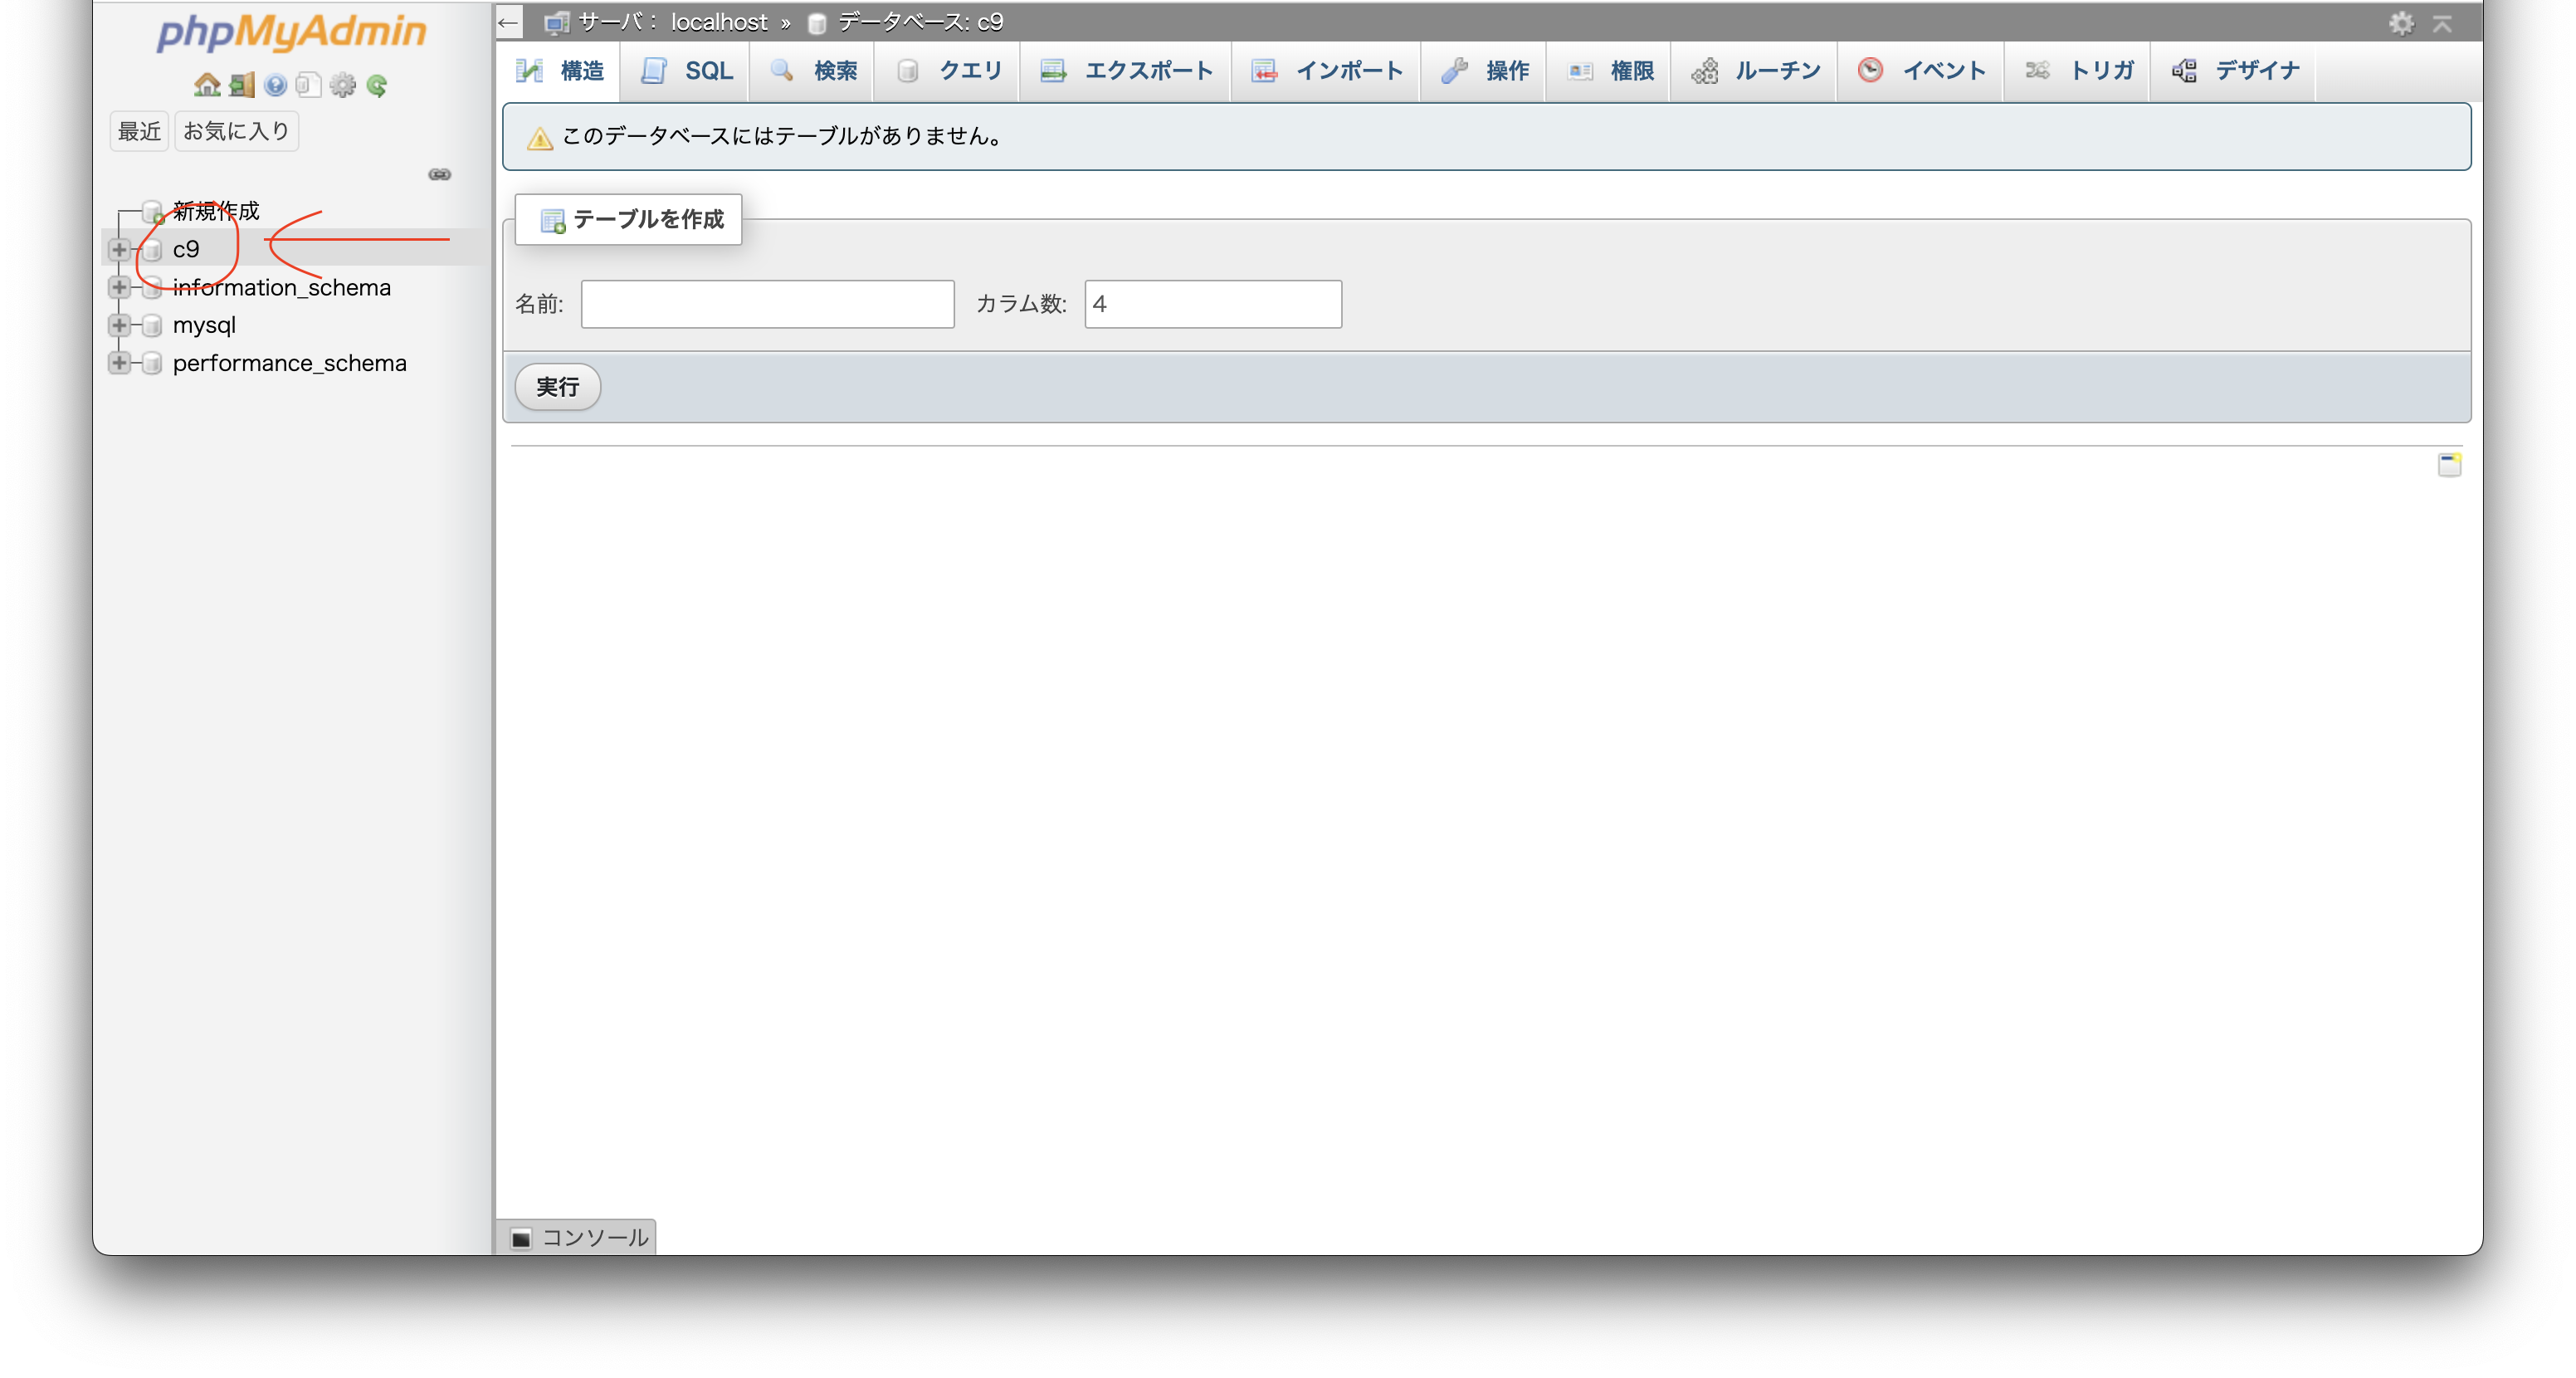 phpMyAdmin
最近 お気に入り
新規作成
c9
information_schema
mysql
performance_schema
サーバ： localhost » データベース: c9
構造 SQL 検索 クエリ エクスポート インポート 操作 権限 ルーチン イベント トリガ デザイナ
このデータベースにはテーブルがありません。
テーブルを作成
名前: カラム数: 4
実行
コンソール